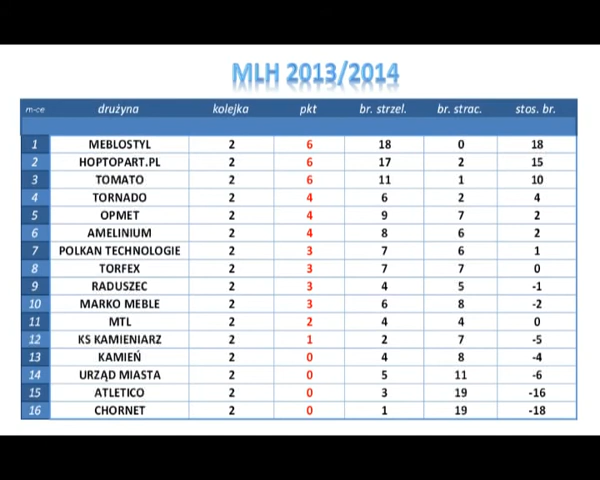 MLH 2013/2014
m-ce drużyna kolejka pkt br. strzel. br. strac. stos. br.
1 MEBLOSTYL 2 6 18 0 18
2 HOPTOPART.PL 2 6 17 2 15
3 TOMATO 2 6 11 1 10
4 TORNADO 2 4 6 2 4
5 OPMET 2 4 9 7 2
6 AMELINIUM 2 4 8 6 2
7 POLKAN TECHNOLOGIE 2 3 7 6 1
8 TORFEX 2 3 7 7 0
9 RADUSZEC 2 3 4 5 -1
10 MARKO MEBLE 2 3 6 8 -2
11 MTL 2 2 4 4 0
12 KS KAMIENIARZ 2 1 2 7 -5
13 KAMIEŃ 2 0 4 8 -4
14 URZĄD MIASTA 2 0 5 11 -6
15 ATLETICO 2 0 3 19 -16
16 CHORNET 2 0 1 19 -18